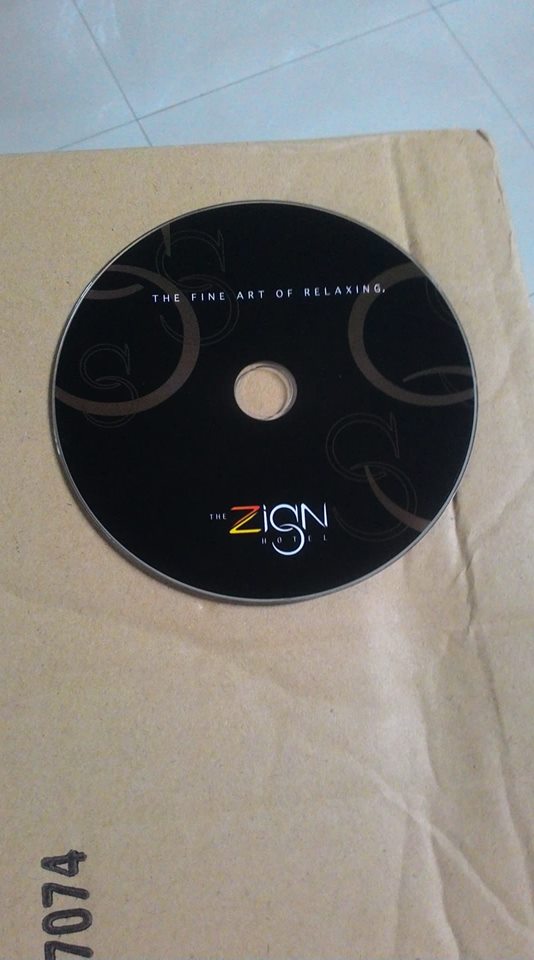 THE FINE ART OF RELAXING.
THE ZIGN
HOTEL
7074